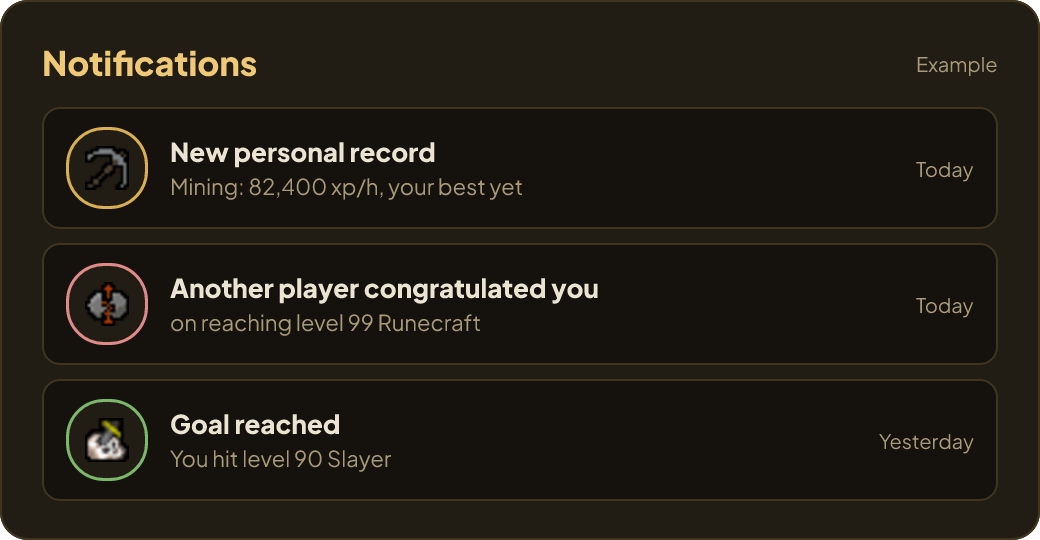 Notifications
Example
New personal record
Mining: 82,400 xp/h, your best yet
Today
Another player congratulated you
on reaching level 99 Runecraft
Today
Goal reached
You hit level 90 Slayer
Yesterday